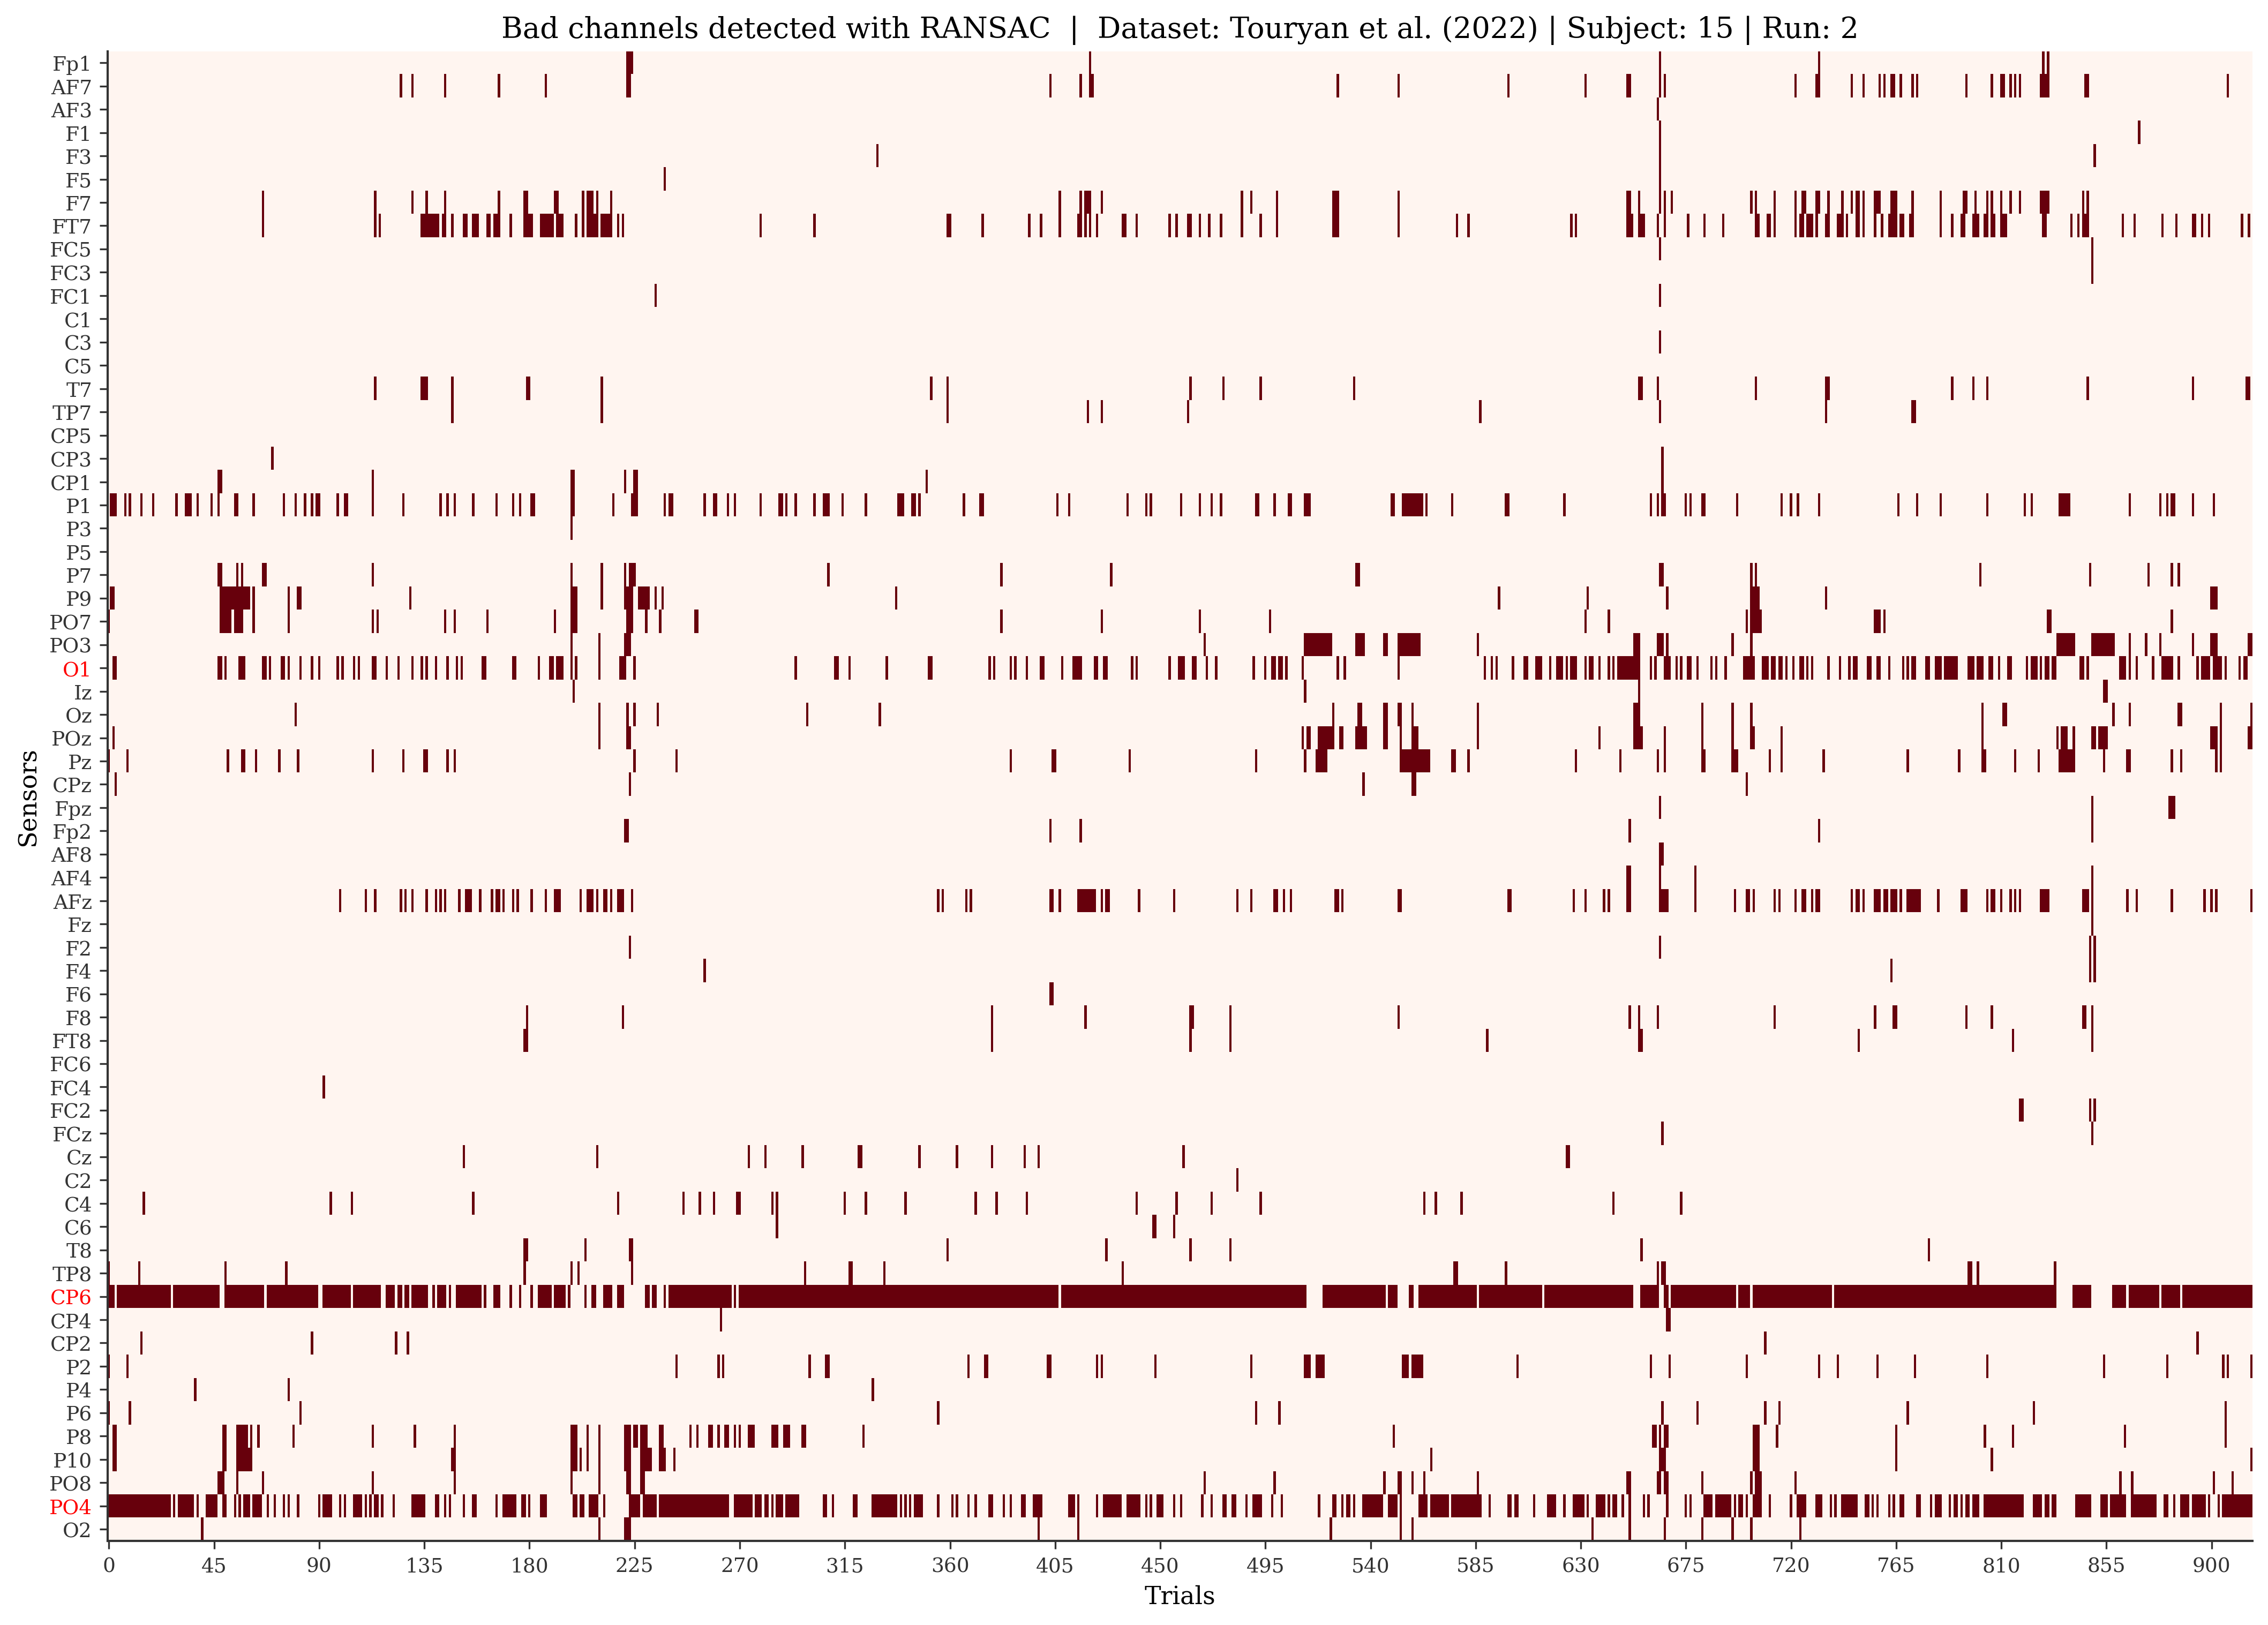 Bad channels detected with RANSAC | Dataset: Touryan et al. (2022) | Subject: 15 | Run: 2
Sensors
Fp1
AF7
AF3
F1
F3
F5
F7
FT7
FC5
FC3
FC1
C1
C3
C5
T7
TP7
CP5
CP3
CP1
P1
P3
P5
P7
P9
PO7
PO3
O1
Iz
Oz
POz
Pz
CPz
Fpz
Fp2
AF8
AF4
AFz
Fz
F2
F4
F6
F8
FT8
FC6
FC4
FC2
FCz
Cz
C2
C4
C6
T8
TP8
CP6
CP4
CP2
P2
P4
P6
P8
P10
PO8
PO4
O2
0 45 90 135 180 225 270 315 360 405 450 495 540 585 630 675 720 765 810 855 900
Trials